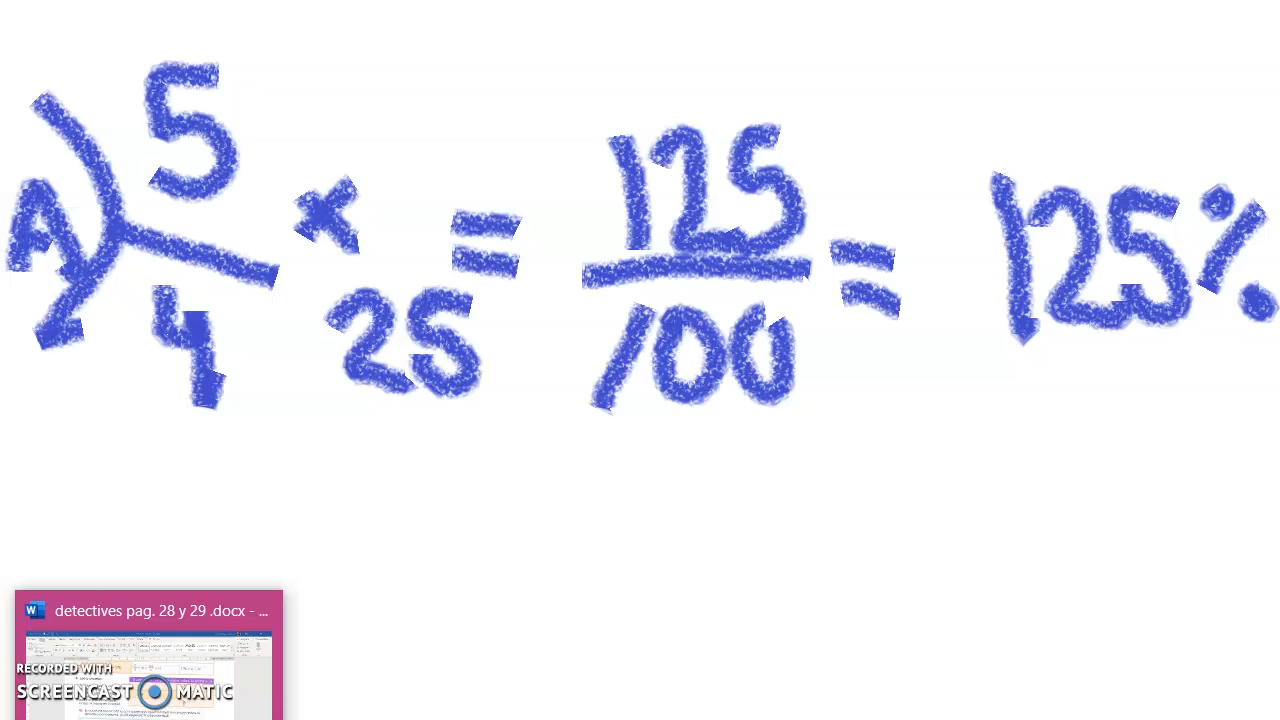 A) 5/4 x 25 = 125/100 = 125%
detectives pag. 28 y 29 .docx - ...
RECORDED WITH
SCREENCAST MATIC